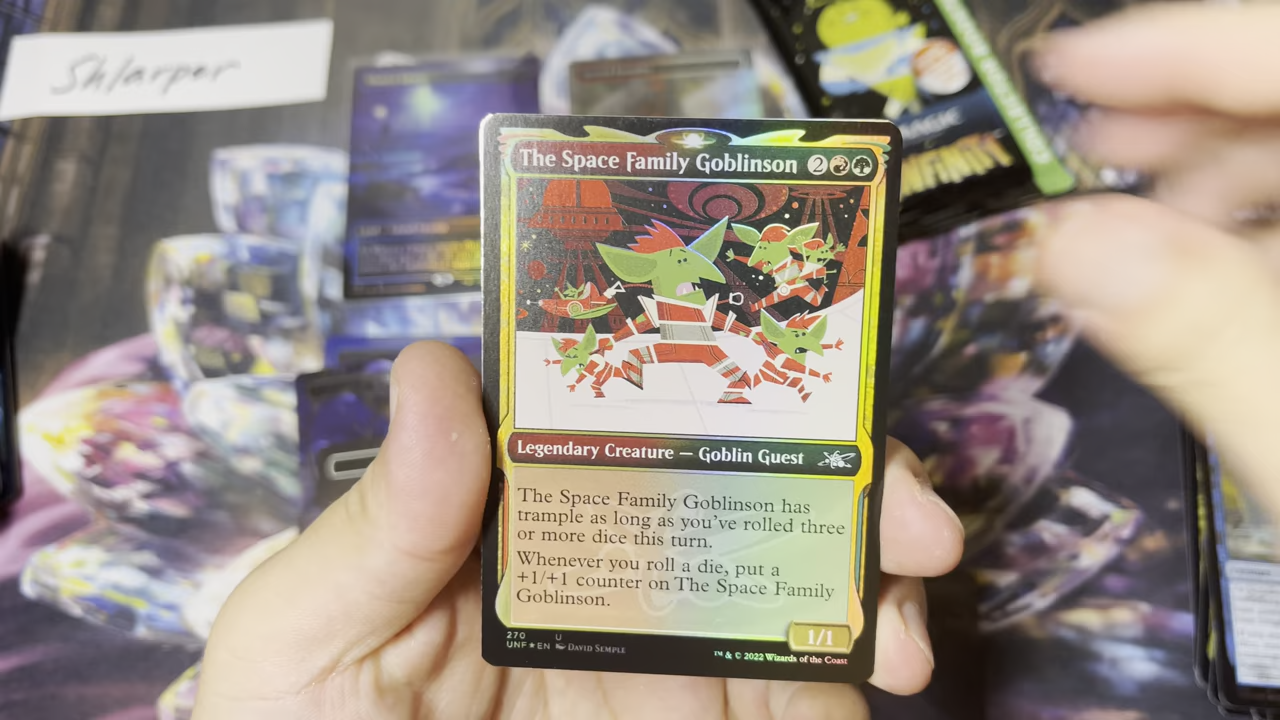 Shlarper
MAGIC
The Space Family Goblinson 2
Legendary Creature — Goblin Guest
The Space Family Goblinson has
trample as long as you've rolled three
or more dice this turn.
Whenever you roll a die, put a
+1/+1 counter on The Space Family
Goblinson.
1/1
270 U
UNF★EN DAVID SEMPLE
™ & © 2022 Wizards of the Coast